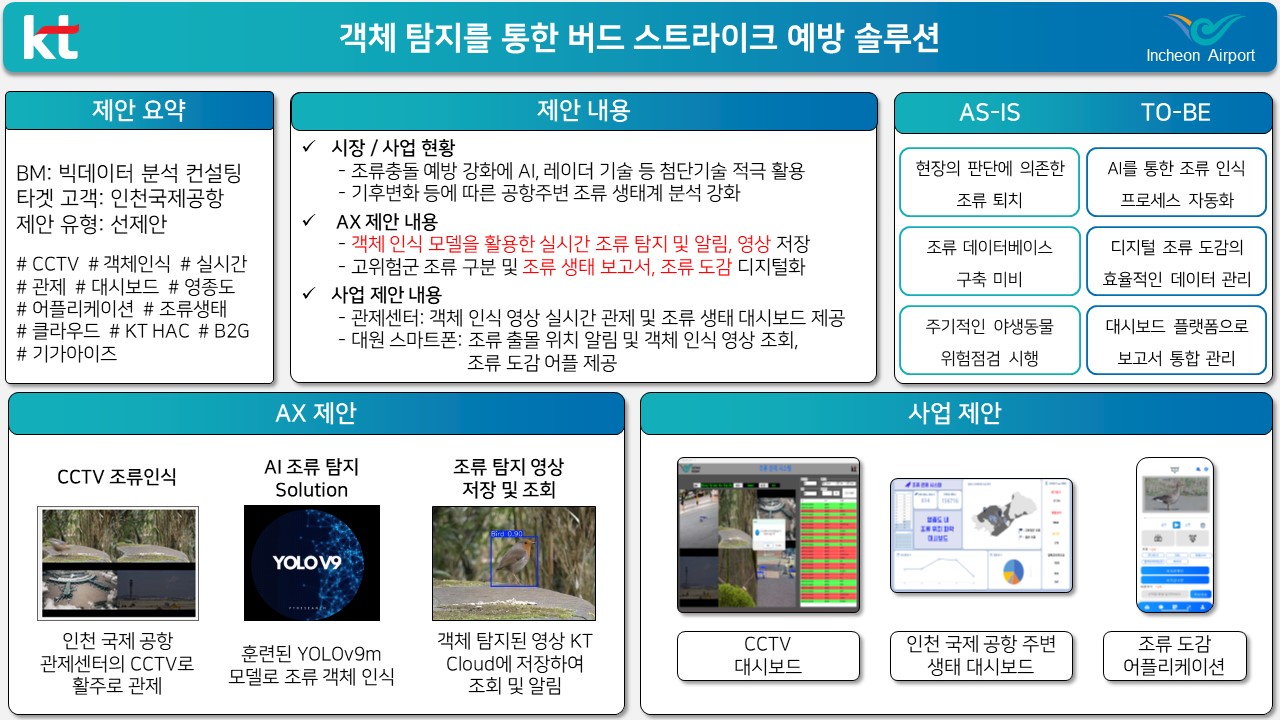 kt
객체 탐지를 통한 버드 스트라이크 예방 솔루션
Incheon Airport
제안 요약
BM: 빅데이터 분석 컨설팅
타겟 고객: 인천국제공항
제안 유형: 선제안
# CCTV # 객체인식 # 실시간
# 관제 # 대시보드 # 영종도
# 어플리케이션 # 조류생태
# 클라우드 # KT HAC # B2G
# 기가아이즈
제안 내용
✓ 시장 / 사업 현황
- 조류충돌 예방 강화에 AI, 레이더 기술 등 첨단기술 적극 활용
- 기후변화 등에 따른 공항주변 조류 생태계 분석 강화
✓ AX 제안 내용
- 객체 인식 모델을 활용한 실시간 조류 탐지 및 알림, 영상 저장
- 고위험군 조류 구분 및 조류 생태 보고서, 조류 도감 디지털화
✓ 사업 제안 내용
- 관제센터: 객체 인식 영상 실시간 관제 및 조류 생태 대시보드 제공
- 대원 스마트폰: 조류 출몰 위치 알림 및 객체 인식 영상 조회,
조류 도감 어플 제공
AS-IS
TO-BE
현장의 판단에 의존한
조류 퇴치
AI를 통한 조류 인식
프로세스 자동화
조류 데이터베이스
구축 미비
디지털 조류 도감의
효율적인 데이터 관리
주기적인 야생동물
위험점검 시행
대시보드 플랫폼으로
보고서 통합 관리
AX 제안
CCTV 조류인식
인천 국제 공항
관제센터의 CCTV로
활주로 관제
AI 조류 탐지
Solution
YOLO V9
훈련된 YOLOv9m
모델로 조류 객체 인식
조류 탐지 영상
저장 및 조회
Bird 0.90
객체 탐지된 영상 KT
Cloud에 저장하여
조회 및 알림
사업 제안
CCTV
대시보드
영종도 내
조류 위치 파악
대시보드
인천 국제 공항 주변
생태 대시보드
조류 도감
어플리케이션